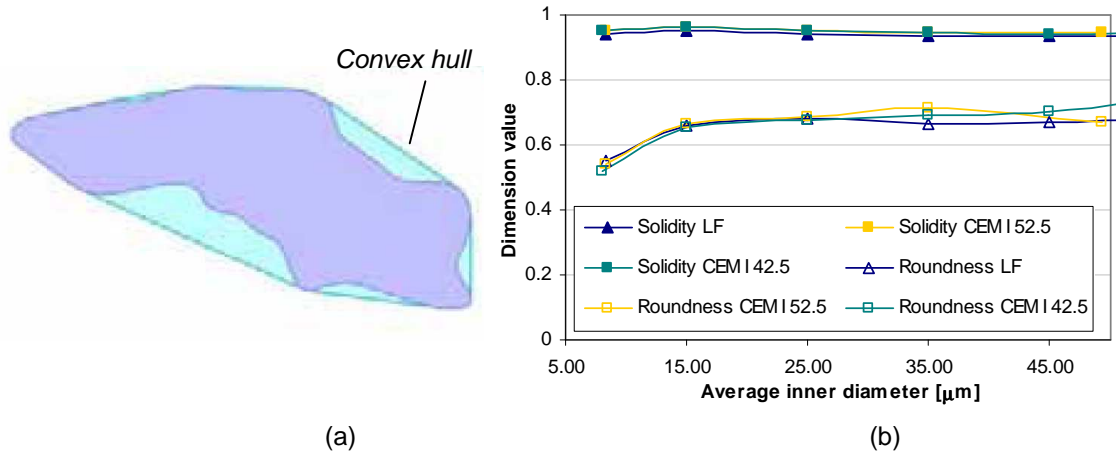 Convex hull
(a)
1
0.8
0.6
0.4
0.2
0
Dimension value
Solidity LF
Solidity CEM I 52.5
Solidity CEM I 42.5
Roundness LF
Roundness CEM I 52.5
Roundness CEM I 42.5
5.00 15.00 25.00 35.00 45.00
Average inner diameter [μm]
(b)